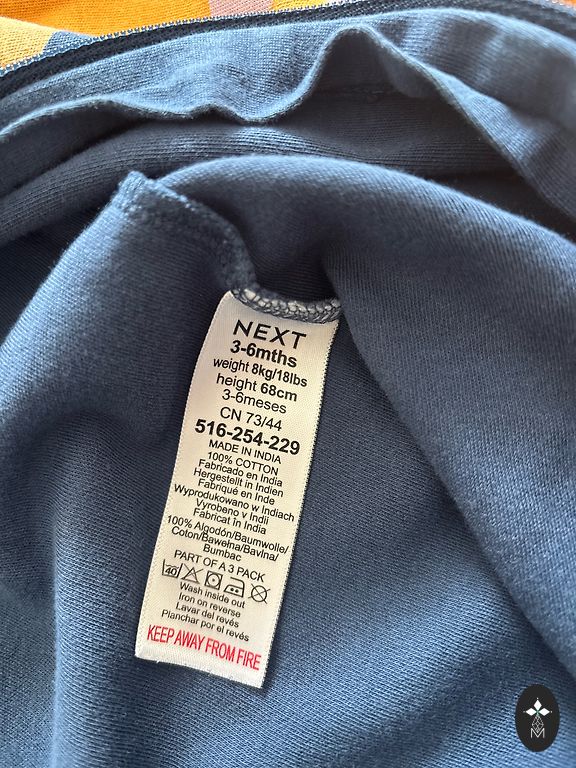 NEXT
3-6mths
weight 8kg/18lbs
height 68cm
3-6meses
CN 73/44
516-254-229
MADE IN INDIA
100% COTTON
Fabricado en India
Hergestellt in Indien
Fabriqué en Inde
Wyprodukowano w Indiach
Vyrobeno v Indii
Fabricat în India
100% Algodón/Baumwolle/
Coton/Bawełna/Bavlna/
Bumbac
PART OF A 3 PACK
40
Wash inside out
Iron on reverse
Lavar del revés
Planchar por el revés
KEEP AWAY FROM FIRE
M